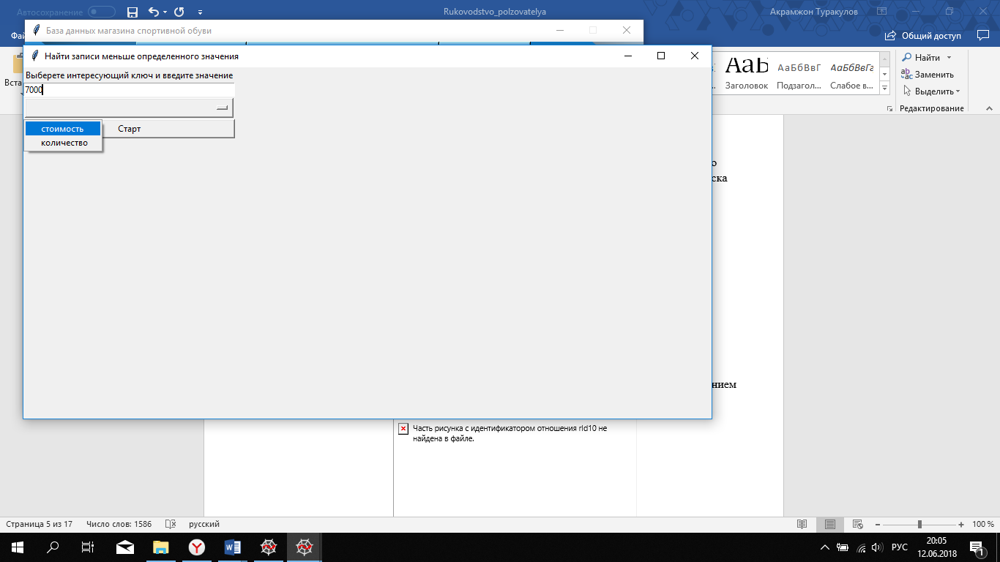 Автосохранение
Rukovodstvo_polzovatelya
Акрамжон Туракулов
База данных магазина спортивной обуви
Общий доступ
Найти записи меньше определенного значения
Выберете интересующий ключ и введите значение
7000
стоимость
количество
Старт
АаБ
АаБбВвГ
АаБбВвГг
Заголовок
Подзагол...
Слабое в...
Найти
Заменить
Выделить
Редактирование
о
ска
нием
Часть рисунка с идентификатором отношения rId10 не
найдена в файле.
Страница 5 из 17
Число слов: 1586
русский
100 %
РУС
20:05
12.06.2018
1